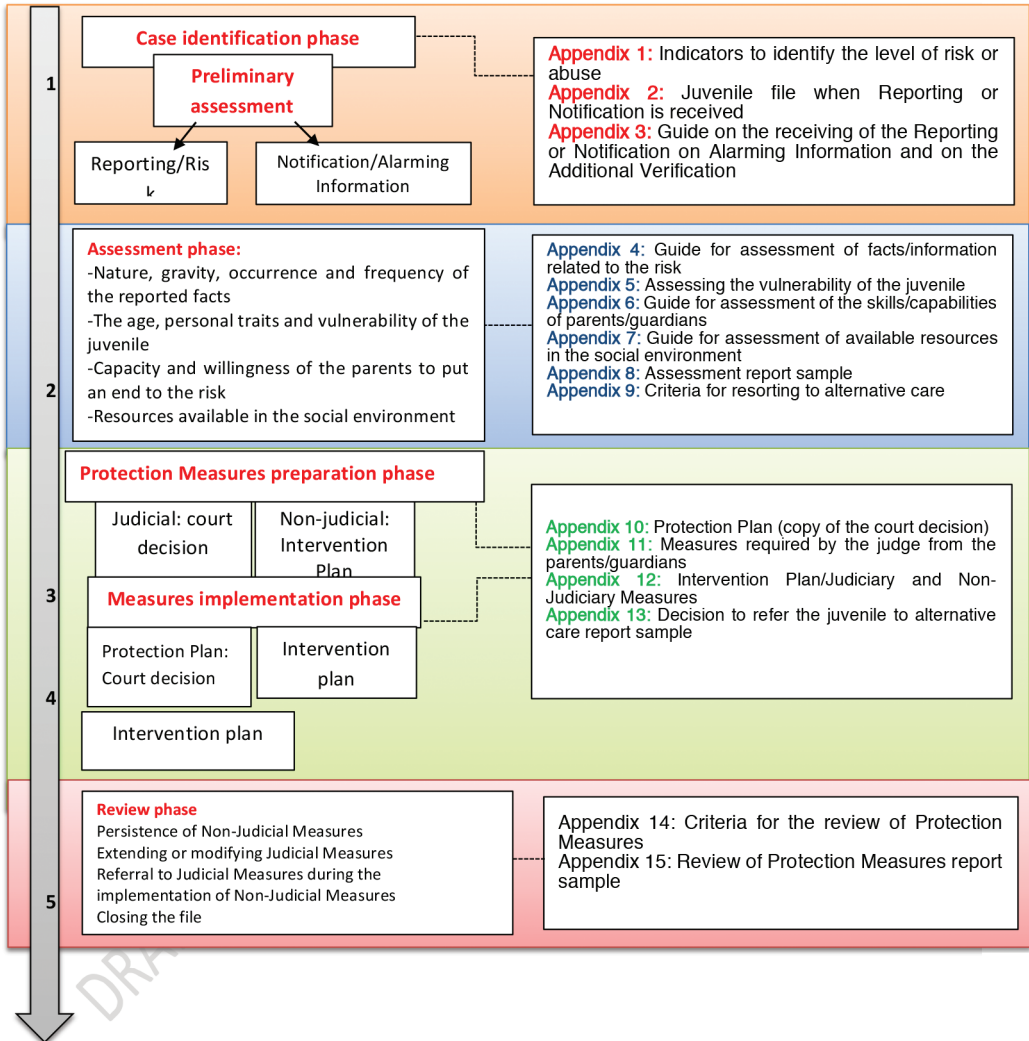 1
Case identification phase
Preliminary
assessment
Reporting/Ris
k
Notification/Alarming
Information
Appendix 1: Indicators to identify the level of risk or
abuse
Appendix 2: Juvenile file when Reporting or
Notification is received
Appendix 3: Guide on the receiving of the Reporting
or Notification on Alarming Information and on the
Additional Verification
2
Assessment phase:
-Nature, gravity, occurrence and frequency of
the reported facts
-The age, personal traits and vulnerability of the
juvenile
-Capacity and willingness of the parents to put
an end to the risk
-Resources available in the social environment
Appendix 4: Guide for assessment of facts/information
related to the risk
Appendix 5: Assessing the vulnerability of the juvenile
Appendix 6: Guide for assessment of the skills/capabilities
of parents/guardians
Appendix 7: Guide for assessment of available resources
in the social environment
Appendix 8: Assessment report sample
Appendix 9: Criteria for resorting to alternative care
Protection Measures preparation phase
Judicial: court
decision
Non-judicial:
Intervention
Plan
3
Measures implementation phase
Protection Plan:
Court decision
Intervention
plan
4
Intervention plan
Appendix 10: Protection Plan (copy of the court decision)
Appendix 11: Measures required by the judge from the
parents/guardians
Appendix 12: Intervention Plan/Judiciary and Non-
Judiciary Measures
Appendix 13: Decision to refer the juvenile to alternative
care report sample
5
Review phase
Persistence of Non-Judicial Measures
Extending or modifying Judicial Measures
Referral to Judicial Measures during the
implementation of Non-Judicial Measures
Closing the file
Appendix 14: Criteria for the review of Protection
Measures
Appendix 15: Review of Protection Measures report
sample